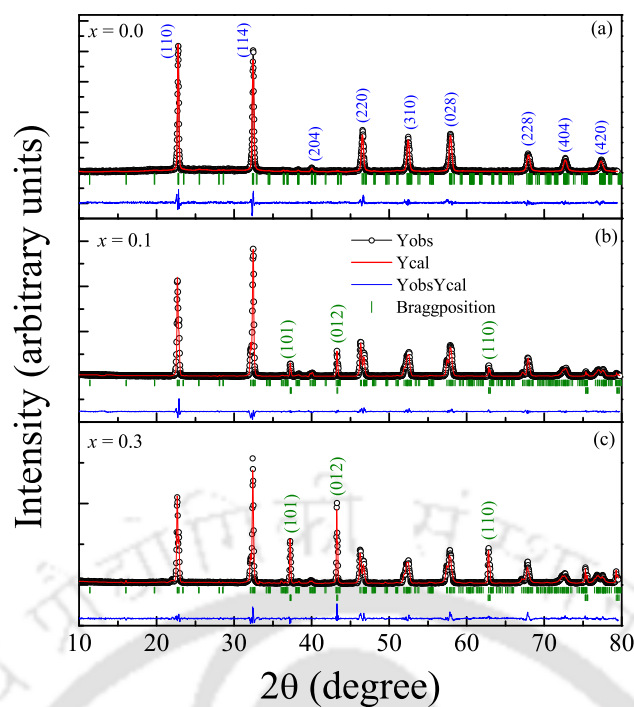 x = 0.0
(a)
(110)
(114)
(204)
(220)
(310)
(028)
(228)
(404)
(420)
x = 0.1
(b)
Yobs
Ycal
YobsYcal
Braggposition
(101)
(012)
(110)
x = 0.3
(c)
(101)
(012)
(110)
10 20 30 40 50 60 70 80
2θ (degree)
Intensity (arbitrary units)